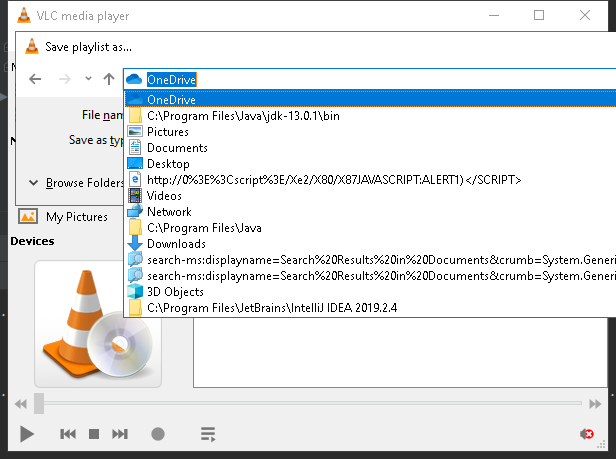 VLC media player
Save playlist as...
OneDrive
OneDrive
File nam
C:\Program Files\Java\jdk-13.0.1\bin
Pictures
Save as typ
Documents
Desktop
Browse Folders
http://0%3E%3Cscript%3E/Xe2/X80/X87JAVASCRIPT:ALERT1)</SCRIPT>
Videos
My Pictures
Network
C:\Program Files\Java
Devices
Downloads
search-ms:displayname=Search%20Results%20in%20Documents&crumb=System.Generi
search-ms:displayname=Search%20Results%20in%20Documents&crumb=System.Generi
3D Objects
C:\Program Files\JetBrains\IntelliJ IDEA 2019.2.4